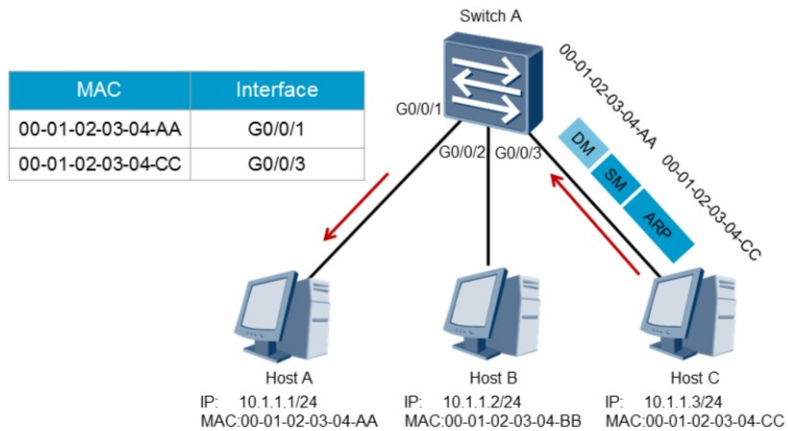 Switch A
MAC Interface
00-01-02-03-04-AA G0/0/1
00-01-02-03-04-CC G0/0/3
G0/0/1
G0/0/2 G0/0/3
00-01-02-03-04-AA
00-01-02-03-04-CC
DM
SM
ARP
Host A
IP: 10.1.1.1/24
MAC:00-01-02-03-04-AA
Host B
IP: 10.1.1.2/24
MAC:00-01-02-03-04-BB
Host C
IP: 10.1.1.3/24
MAC:00-01-02-03-04-CC